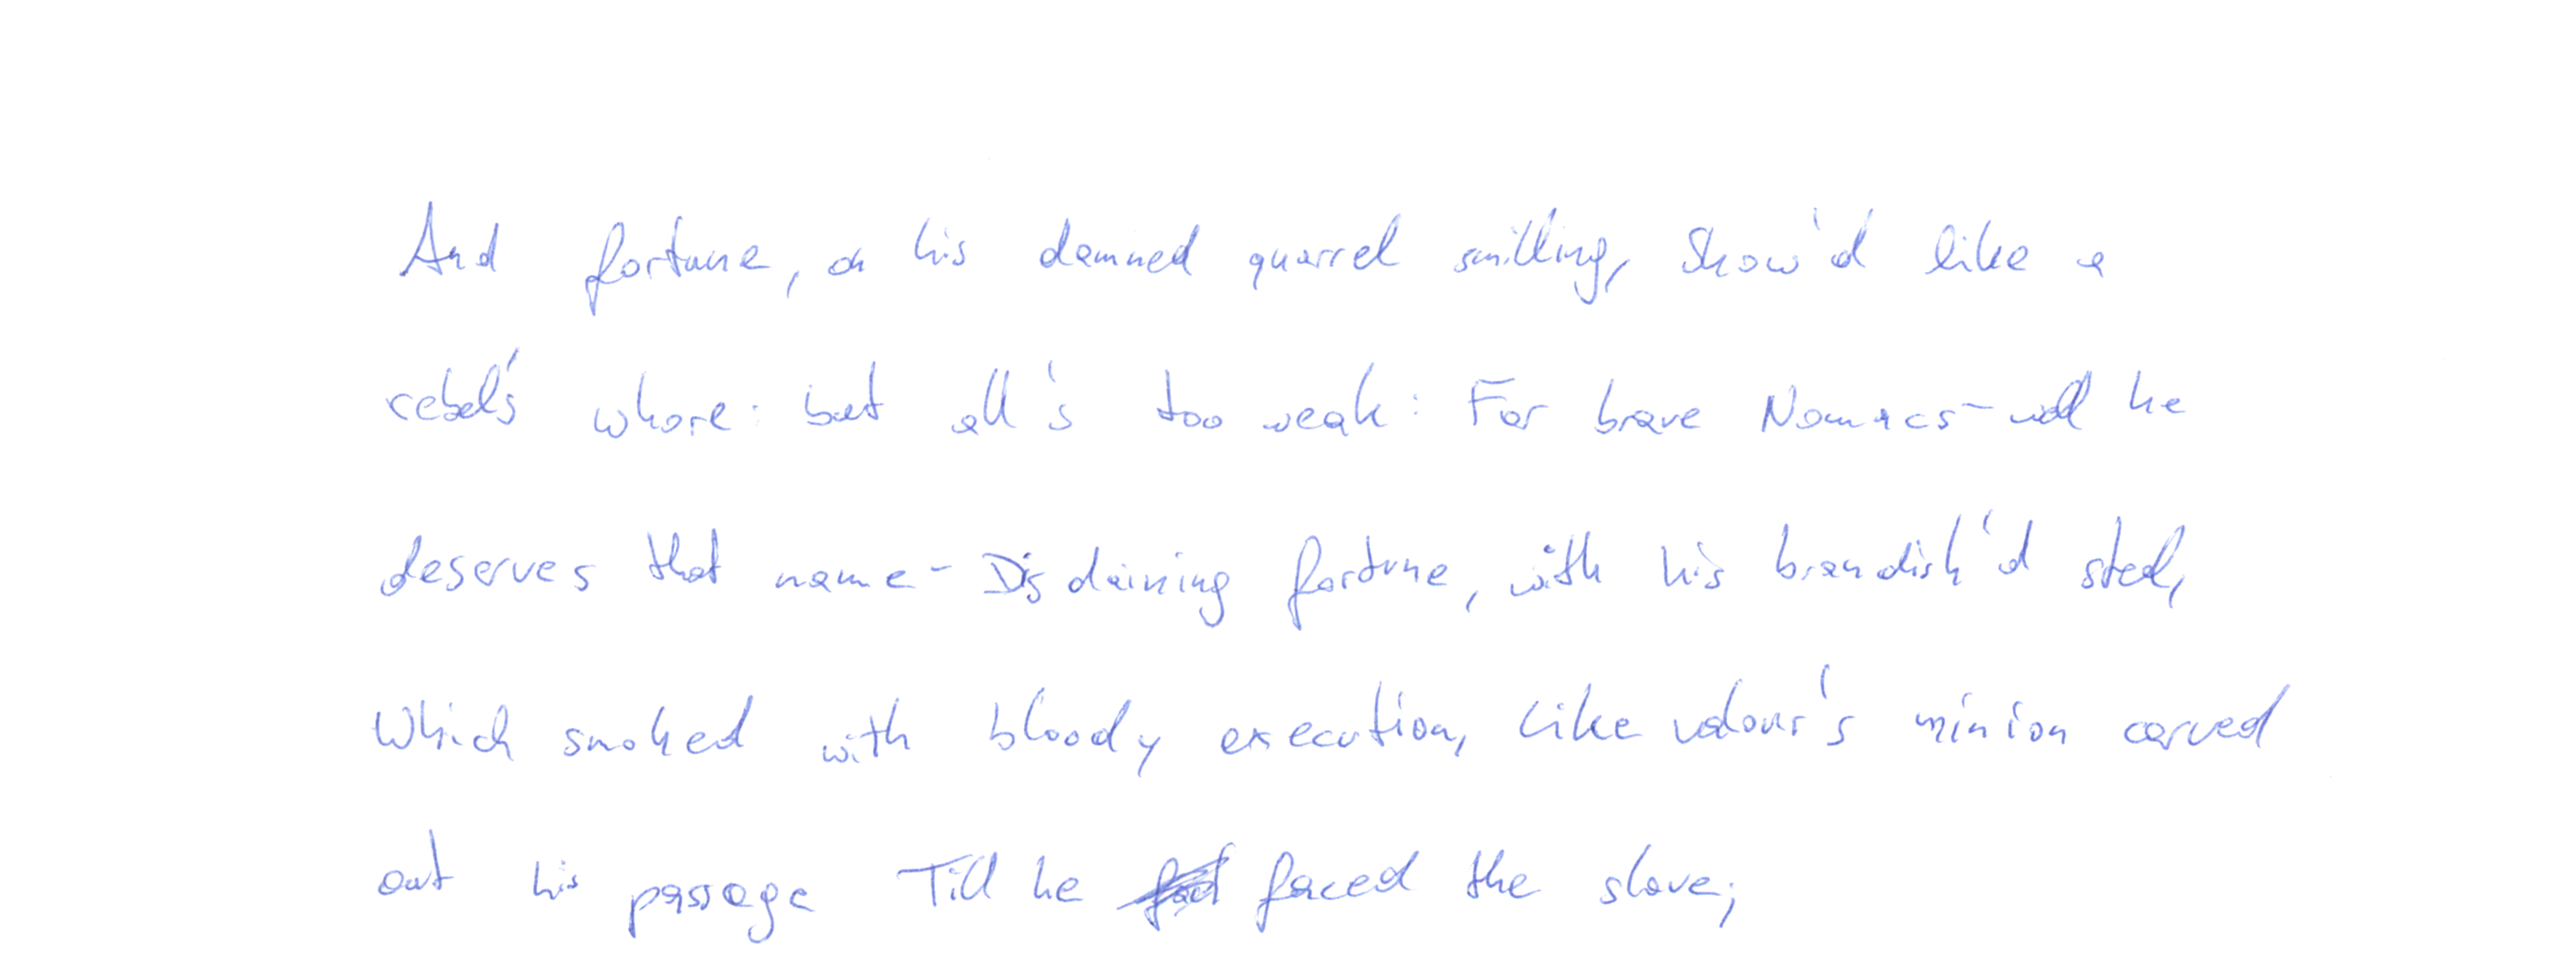 And fortune, on his damned quarrel smilling, Show'd like a
rebel's whore: but all's too weak: For brave Nomacs-well he
deserves that name- Disdaining fortune, with his brandish'd steel,
Which smoked with bloody execution, Like valour's minion carved
out his passage Till he faced the slave;